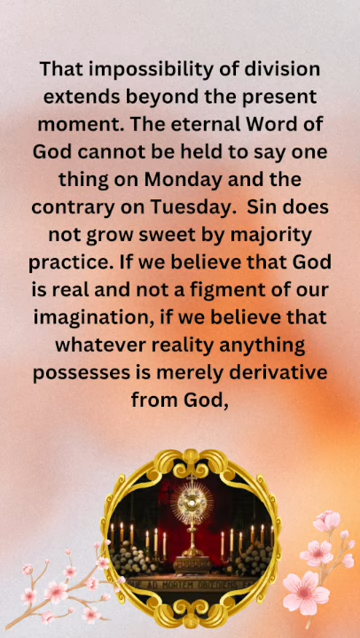 That impossibility of division
extends beyond the present
moment. The eternal Word of
God cannot be held to say one
thing on Monday and the
contrary on Tuesday.  Sin does
not grow sweet by majority
practice. If we believe that God
is real and not a figment of our
imagination, if we believe that
whatever reality anything
possesses is merely derivative
from God,
AD MORTEM